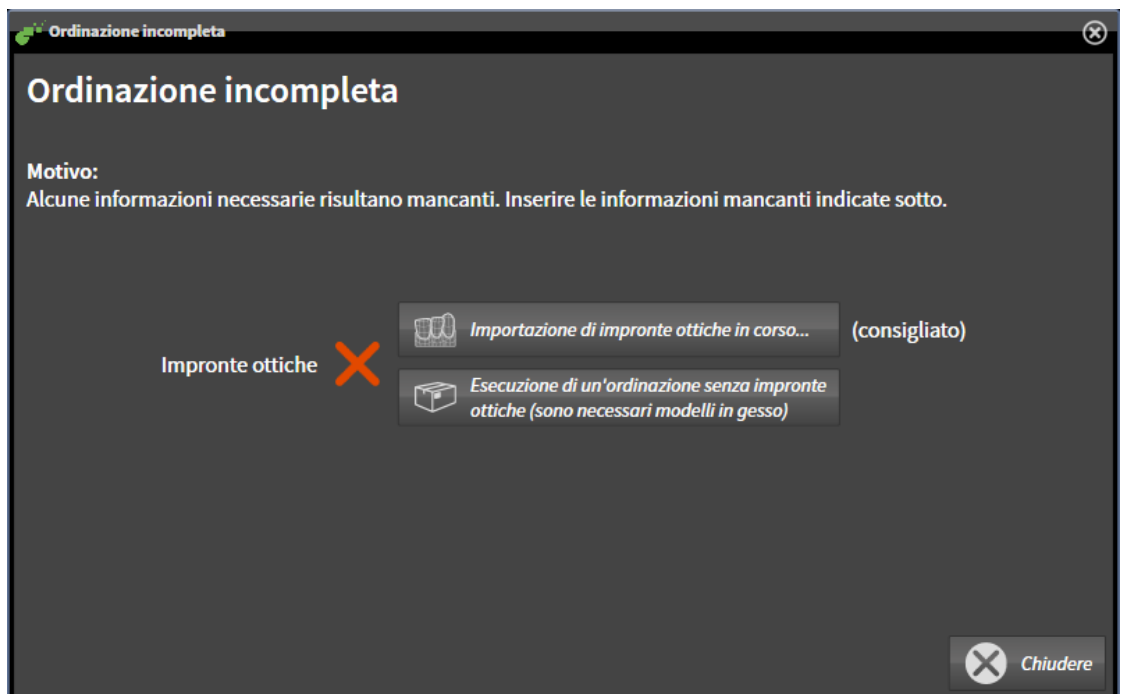 Ordinazione incompleta
Ordinazione incompleta
Motivo:
Alcune informazioni necessarie risultano mancanti. Inserire le informazioni mancanti indicate sotto.
Impronte ottiche
Importazione di impronte ottiche in corso...
(consigliato)
Esecuzione di un'ordinazione senza impronte
ottiche (sono necessari modelli in gesso)
Chiudere